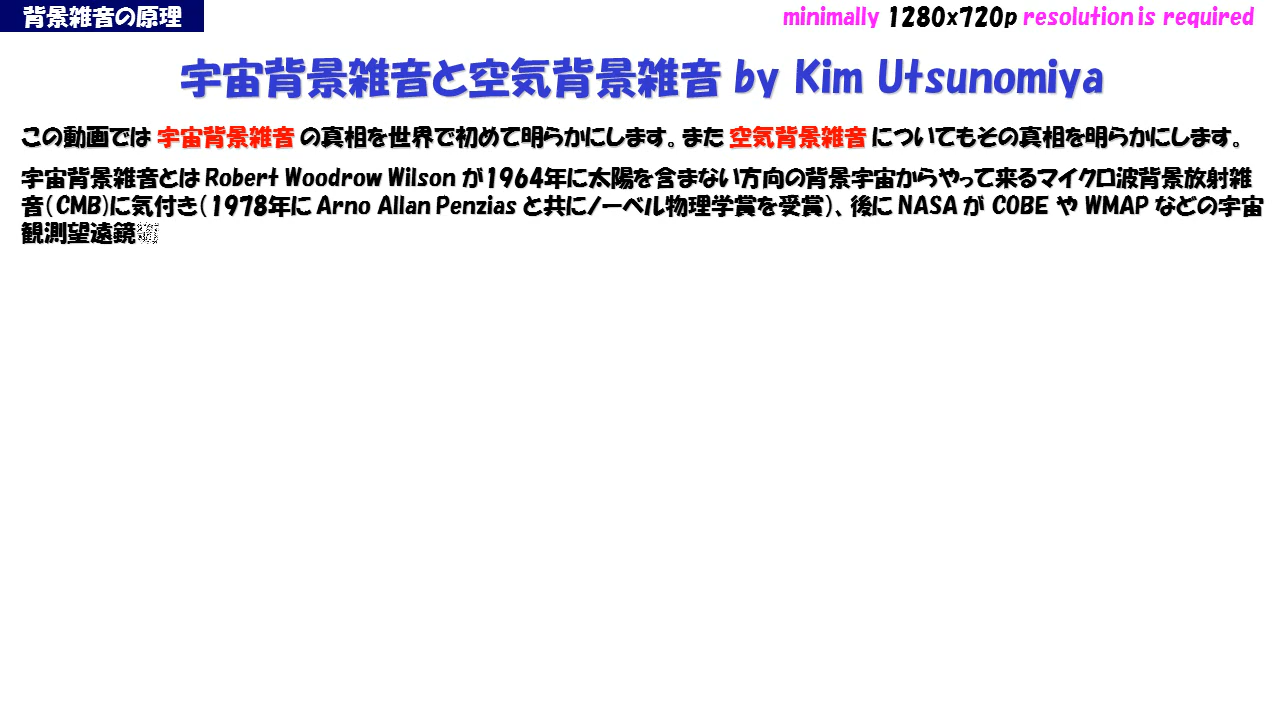 背景雑音の原理
minimally 1280x720p resolution is required
宇宙背景雑音と空気背景雑音 by Kim Utsunomiya
この動画では 宇宙背景雑音 の真相を世界で初めて明らかにします。また 空気背景雑音 についてもその真相を明らかにします。
宇宙背景雑音とは Robert Woodrow Wilson が1964年に太陽を含まない方向の背景宇宙からやって来るマイクロ波背景放射雑
音(CMB)に気付き(1978年に Arno Allan Penzias と共にノーベル物理学賞を受賞)、後に NASA が COBE や WMAP などの宇宙
観測望遠鏡